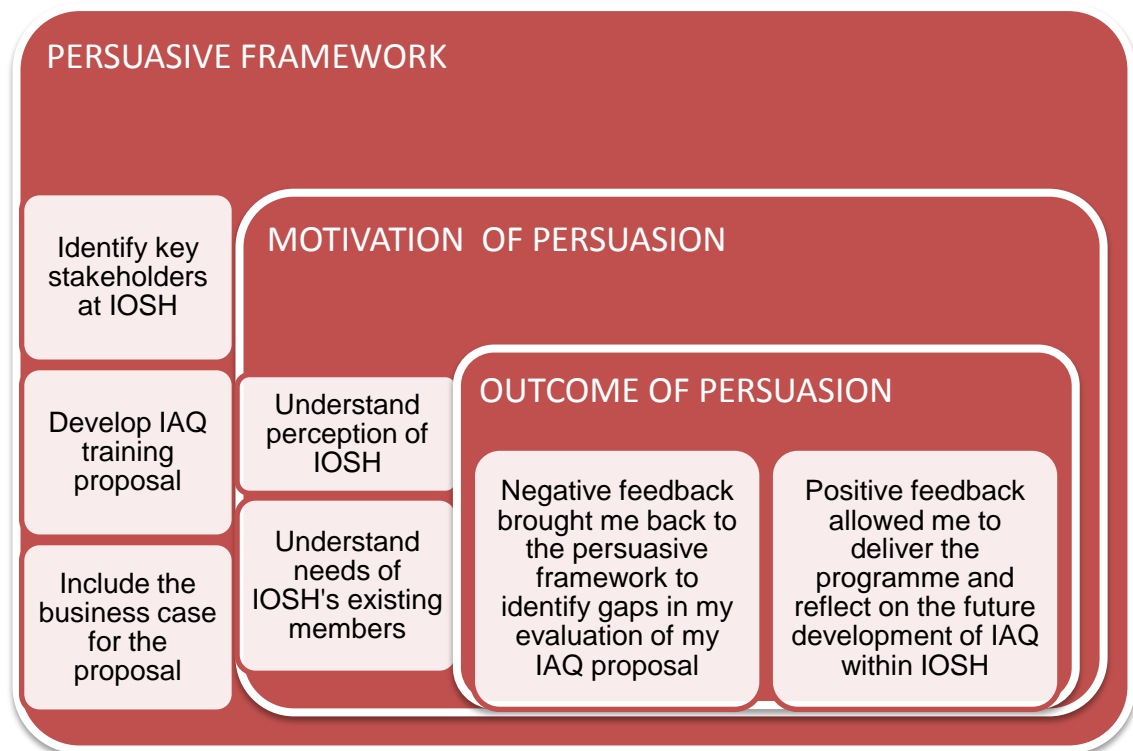 PERSUASIVE FRAMEWORK
Identify key
stakeholders
at IOSH
Develop IAQ
training
proposal
Include the
business case
for the
proposal
MOTIVATION OF PERSUASION
Understand
perception of
IOSH
Understand
needs of
IOSH's existing
members
OUTCOME OF PERSUASION
Negative feedback
brought me back to
the persuasive
framework to
identify gaps in my
evaluation of my
IAQ proposal
Positive feedback
allowed me to
deliver the
programme and
reflect on the future
development of IAQ
within IOSH